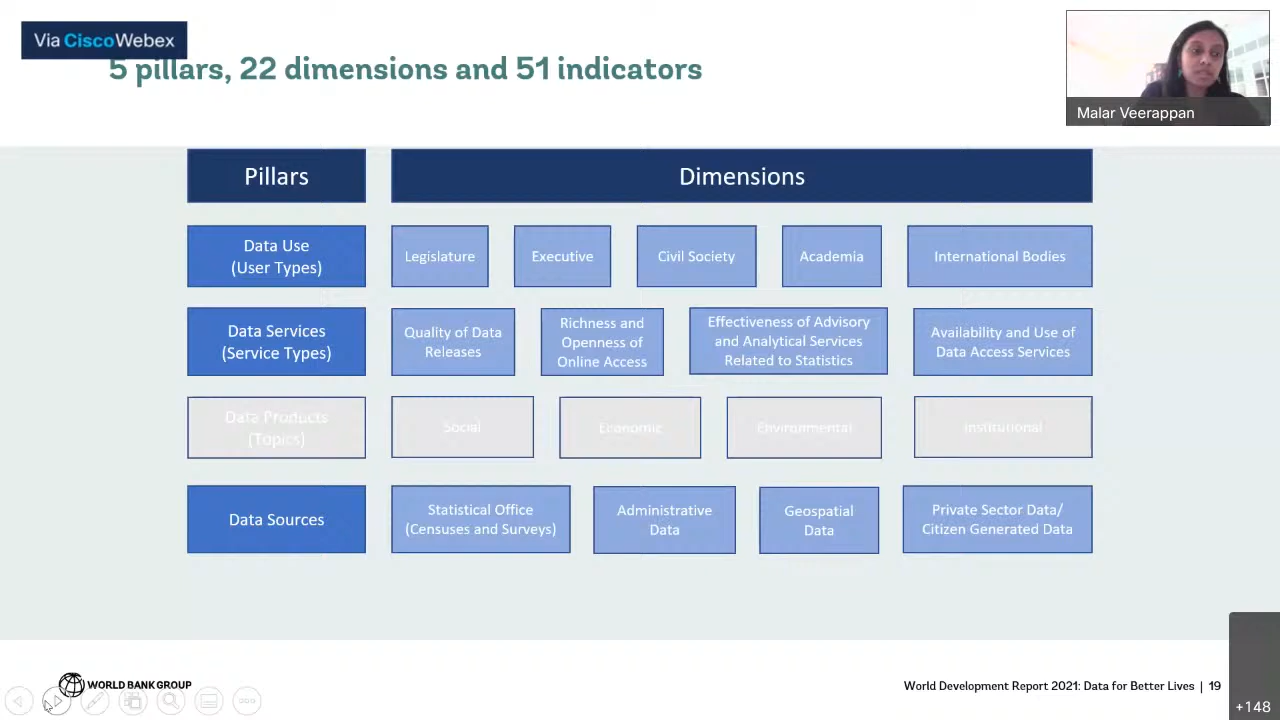 Via CiscoWebex
5 pillars, 22 dimensions and 51 indicators
Malar Veerappan
Pillars
Dimensions
Data Use
(User Types)
Legislature
Executive
Civil Society
Academia
International Bodies
Data Services
(Service Types)
Quality of Data
Releases
Richness and
Openness of
Online Access
Effectiveness of Advisory
and Analytical Services
Related to Statistics
Availability and Use of
Data Access Services
Data Products
(Topics)
Social
Economic
Environmental
Institutional
Data Sources
Statistical Office
(Censuses and Surveys)
Administrative
Data
Geospatial
Data
Private Sector Data/
Citizen Generated Data
WORLD BANK GROUP
World Development Report 2021: Data for Better Lives | 19
+148